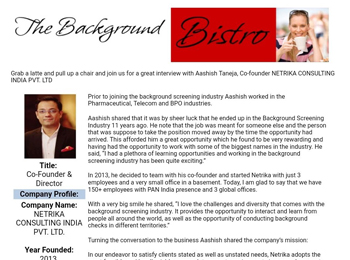 The Background Bistro
Grab a latte and pull up a chair and join us for a great interview with Aashish Taneja, Co-founder NETRIKA CONSULTING
INDIA PVT. LTD
Title:
Co-Founder &
Director
Company Profile:
Company Name:
NETRIKA
CONSULTING INDIA
PVT. LTD.
Year Founded:
2013
Prior to joining the background screening industry Aashish worked in the
Pharmaceutical, Telecom and BPO industries.
Aashish shared that it was by sheer luck that he ended up in the Background Screening
Industry 11 years ago. He note that the job was meant for someone else and the person
that was suppose to take the position moved away by the time the opportunity had
arrived. This afforded him a great opportunity which he found to be very rewarding and
having had the opportunity to work with some of the biggest names in the industry. He
said, "I had a plethora of learning opportunities and working in the background
screening industry has been quite exciting."
In 2013, he decided to team with his co-founder and started Netrika with just 3
employees and a very small office in a basement. Today, I am glad to say that we have
150+ employees with PAN India presence and 3 global offices.
With a very big smile he shared, "I love the challenges and diversity that comes with the
background screening industry. It provides the opportunity to interact and learn from
people all around the world, as well as the opportunity of conducting background
checks in different territories."
Turning the conversation to the business Aashish shared the company's mission:
In our endeavor to satisfy clients stated as well as unstated needs, Netrika adopts the